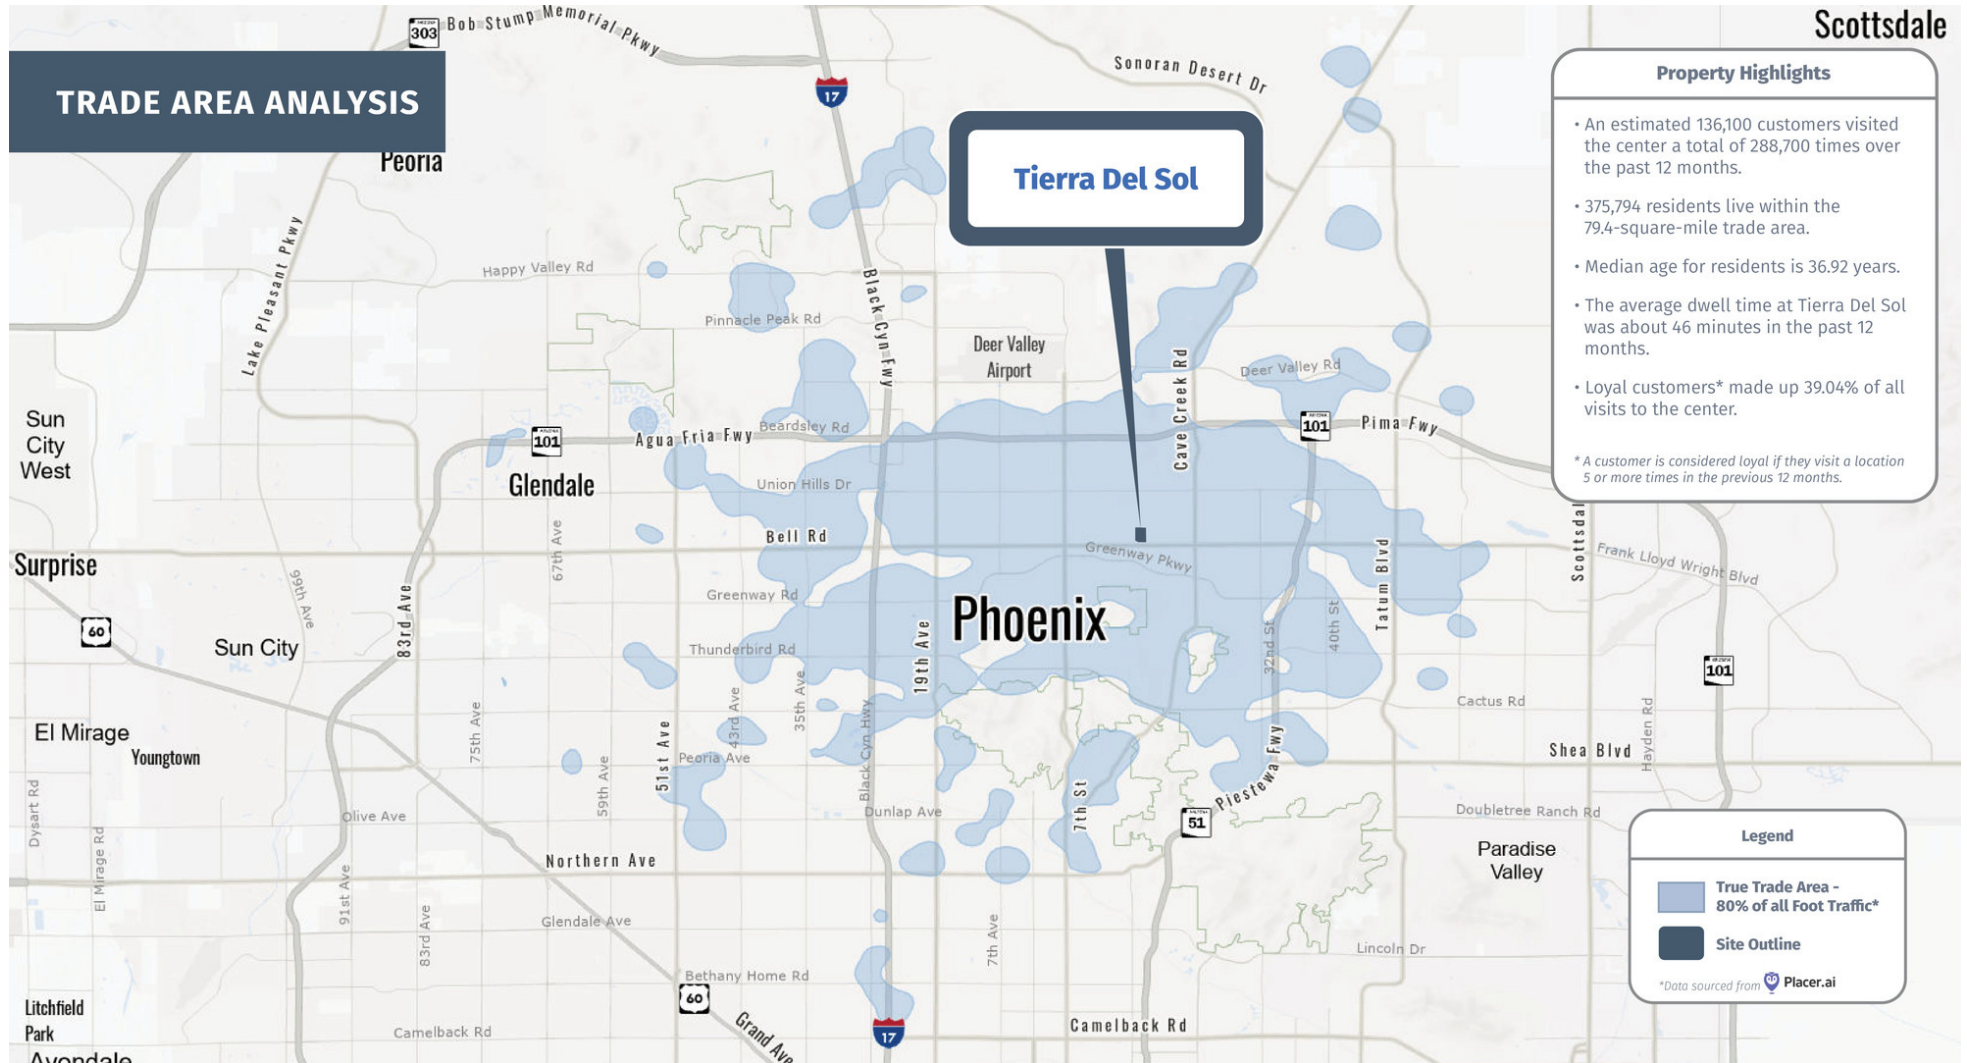 Scottsdale
303
Bob Stump Memorial Pkwy
TRADE AREA ANALYSIS
Peoria
17
Sonoran Desert Dr
Tierra Del Sol
Property Highlights
• An estimated 136,100 customers visited
the center a total of 288,700 times over
the past 12 months.
• 375,794 residents live within the
79.4-square-mile trade area.
• Median age for residents is 36.92 years.
• The average dwell time at Tierra Del Sol
was about 46 minutes in the past 12
months.
• Loyal customers* made up 39.04% of all
visits to the center.
* A customer is considered loyal if they visit a location
5 or more times in the previous 12 months.
Lake Pleasant Pkwy
Happy Valley Rd
Pinnacle Peak Rd
Black Cyn Fwy
Deer Valley
Airport
Cave Creek Rd
Deer Valley Rd
Sun
City
West
101
Agua Fria Fwy
Beardsley Rd
101
Pima Fwy
Glendale
Union Hills Dr
Bell Rd
67th Ave
Greenway Pkwy
Tatum Blvd
Scottsdal
Frank Lloyd Wright Blvd
Surprise
99th Ave
83rd Ave
Greenway Rd
Phoenix
60
Sun City
Thunderbird Rd
19th Ave
32nd St
40th St
101
El Mirage
Youngtown
75th Ave
51st Ave
43rd Ave
35th Ave
Black Cyn Hwy
Cactus Rd
Hayden Rd
Shea Blvd
Peoria Ave
59th Ave
Piestewa Fwy
Dysart Rd
El Mirage Rd
Olive Ave
Dunlap Ave
7th St
51
Doubletree Ranch Rd
Northern Ave
Paradise
Valley
91st Ave
83rd Ave
Glendale Ave
7th Ave
Lincoln Dr
Bethany Home Rd
60
Litchfield
Park
Avondale
Camelback Rd
Grand Ave
17
Camelback Rd
Legend
True Trade Area -
80% of all Foot Traffic*
Site Outline
*Data sourced from Placer.ai